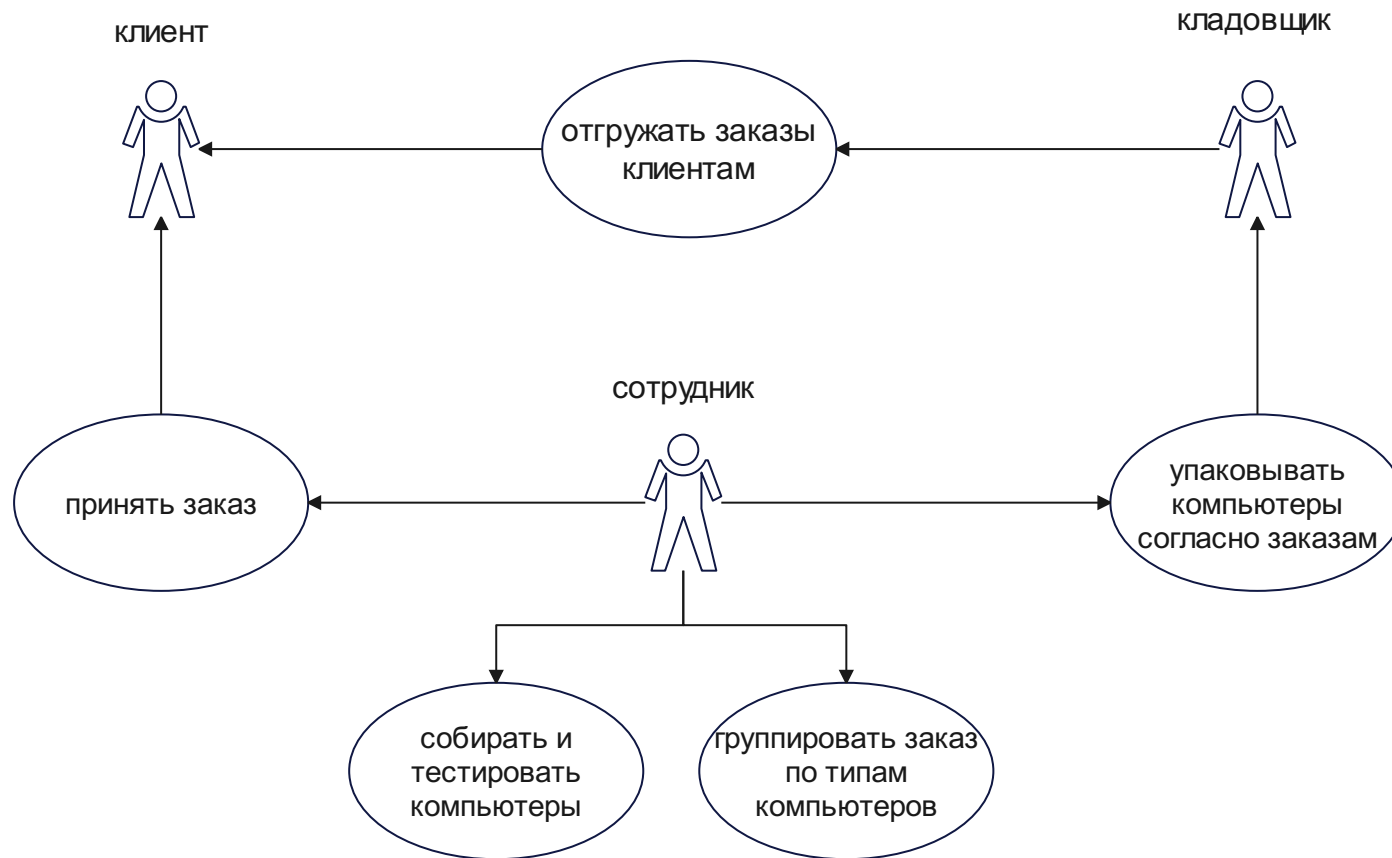 клиент
кладовщик
отгружать заказы
клиентам
сотрудник
принять заказ
упаковывать
компьютеры
согласно заказам
собирать и
тестировать
компьютеры
группировать заказ
по типам
компьютеров